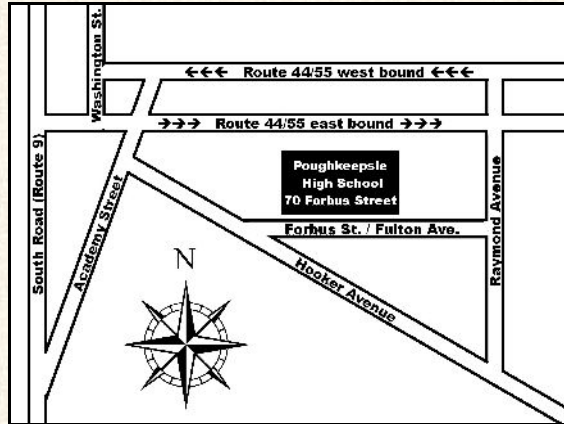 Washington St.
←←← Route 44/55 west bound ←←←
→→→ Route 44/55 east bound →→→
Poughkeepsie
High School
70 Forbus Street
Forbus St. / Fulton Ave.
South Road (Route 9)
Academy Street
Raymond Avenue
Hooker Avenue
N